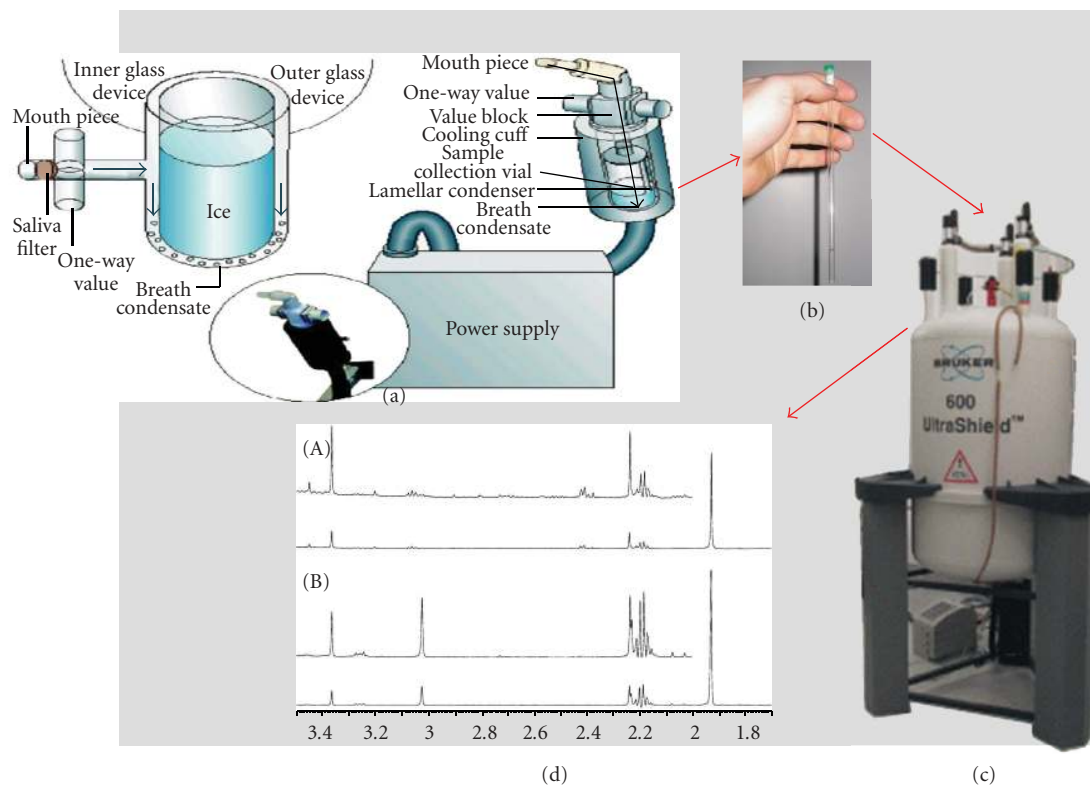 Inner glass
device
Outer glass
device
Mouth piece
Ice
Saliva
filter
One-way
value
Breath
condensate
Mouth piece
One-way value
Value block
Cooling cuff
Sample
collection vial
Lamellar condenser
Breath
condensate
Power supply
(a)
(b)
BRUKER
600
UltraShield™
(c)
(A)
(B)
3.4 3.2 3 2.8 2.6 2.4 2.2 2 1.8
(d)